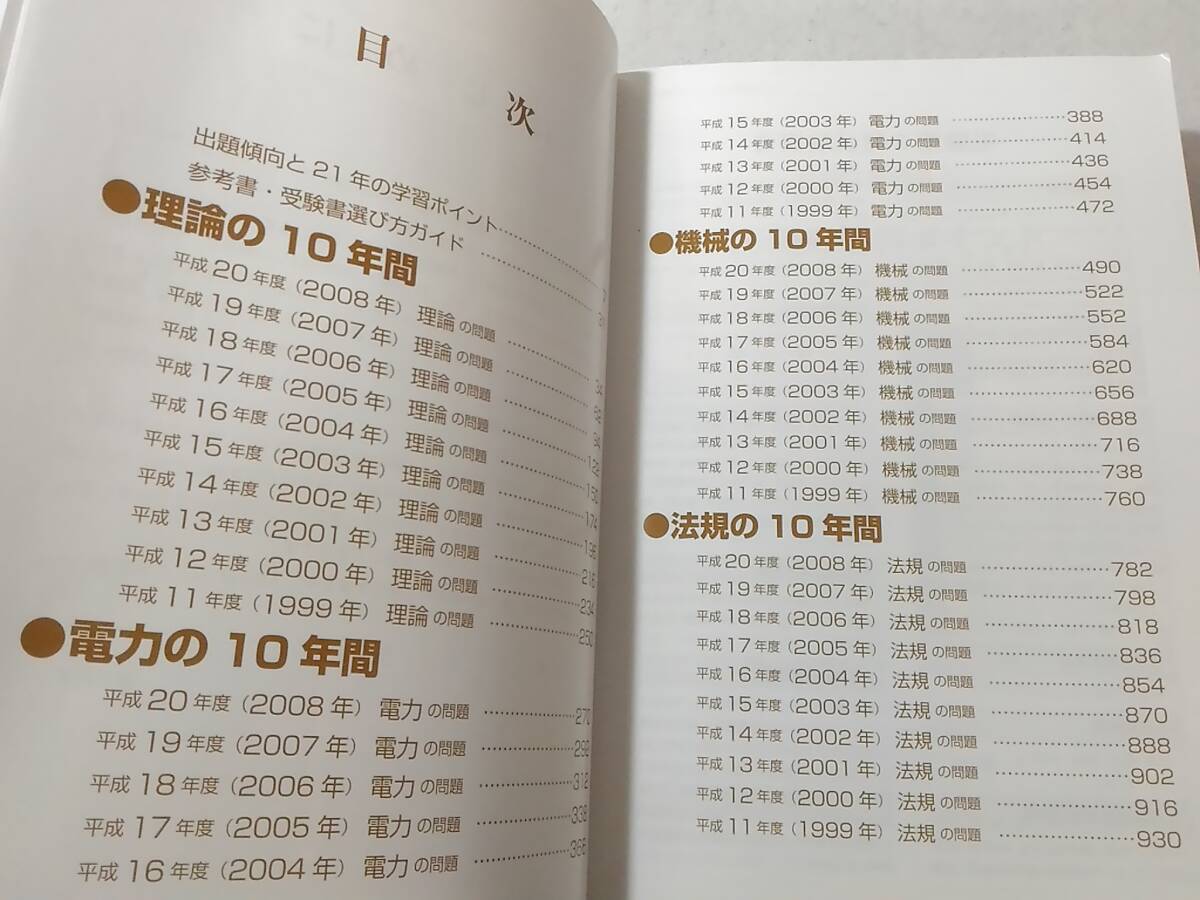 目次
出題傾向と21年の学習ポイント
参考書・受験書選び方ガイド
●理論の10年間
平成20年度(2008年) 理論の問題 34
平成19年度(2007年) 理論の問題 62
平成18年度(2006年) 理論の問題 94
平成17年度(2005年) 理論の問題 122
平成16年度(2004年) 理論の問題 150
平成15年度(2003年) 理論の問題 174
平成14年度(2002年) 理論の問題 196
平成13年度(2001年) 理論の問題 216
平成12年度(2000年) 理論の問題 234
平成11年度(1999年) 理論の問題 250
●電力の10年間
平成20年度(2008年) 電力の問題 270
平成19年度(2007年) 電力の問題 292
平成18年度(2006年) 電力の問題 312
平成17年度(2005年) 電力の問題 338
平成16年度(2004年) 電力の問題 366
平成15年度(2003年) 電力の問題 388
平成14年度(2002年) 電力の問題 414
平成13年度(2001年) 電力の問題 436
平成12年度(2000年) 電力の問題 454
平成11年度(1999年) 電力の問題 472
●機械の10年間
平成20年度(2008年) 機械の問題 490
平成19年度(2007年) 機械の問題 522
平成18年度(2006年) 機械の問題 552
平成17年度(2005年) 機械の問題 584
平成16年度(2004年) 機械の問題 620
平成15年度(2003年) 機械の問題 656
平成14年度(2002年) 機械の問題 688
平成13年度(2001年) 機械の問題 716
平成12年度(2000年) 機械の問題 738
平成11年度(1999年) 機械の問題 760
●法規の10年間
平成20年度(2008年) 法規の問題 782
平成19年度(2007年) 法規の問題 798
平成18年度(2006年) 法規の問題 818
平成17年度(2005年) 法規の問題 836
平成16年度(2004年) 法規の問題 854
平成15年度(2003年) 法規の問題 870
平成14年度(2002年) 法規の問題 888
平成13年度(2001年) 法規の問題 902
平成12年度(2000年) 法規の問題 916
平成11年度(1999年) 法規の問題 930